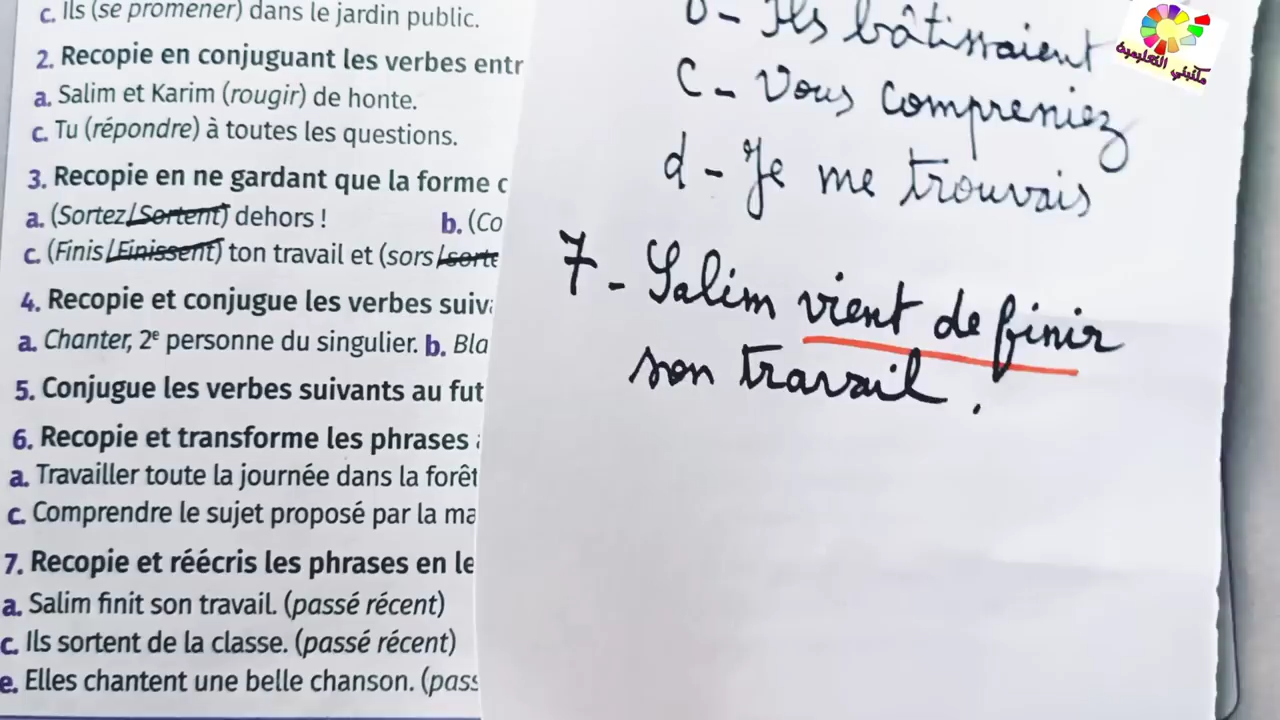 c. Ils (se promener) dans le jardin public.
2. Recopie en conjuguant les verbes entr
a. Salim et Karim (rougir) de honte.
c. Tu (répondre) à toutes les questions.
3. Recopie en ne gardant que la forme c
a. (Sortez/Sortent) dehors ! b. (Co
c. (Finis/Finissent) ton travail et (sors/sorte
4. Recopie et conjugue les verbes suiv
a. Chanter, 2e personne du singulier. b. Bla
5. Conjugue les verbes suivants au fut
6. Recopie et transforme les phrases
a. Travailler toute la journée dans la forêt
c. Comprendre le sujet proposé par la ma
7. Recopie et réécris les phrases en le
a. Salim finit son travail. (passé récent)
c. Ils sortent de la classe. (passé récent)
e. Elles chantent une belle chanson. (pass
b - Ils bâtissaient
C - Vous compreniez
d - Je me trouvais
7 - Salim vient de finir
son travail.
مكتبتي التعليمية